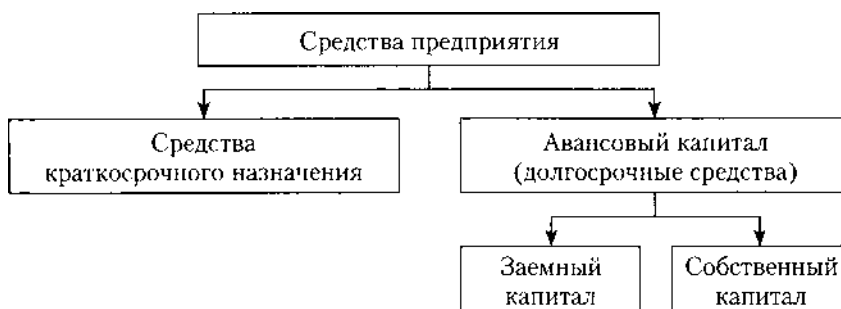 Средства предприятия
Средства
краткосрочного назначения
Авансовый капитал
(долгосрочные средства)
Заемный
капитал
Собственный
капитал